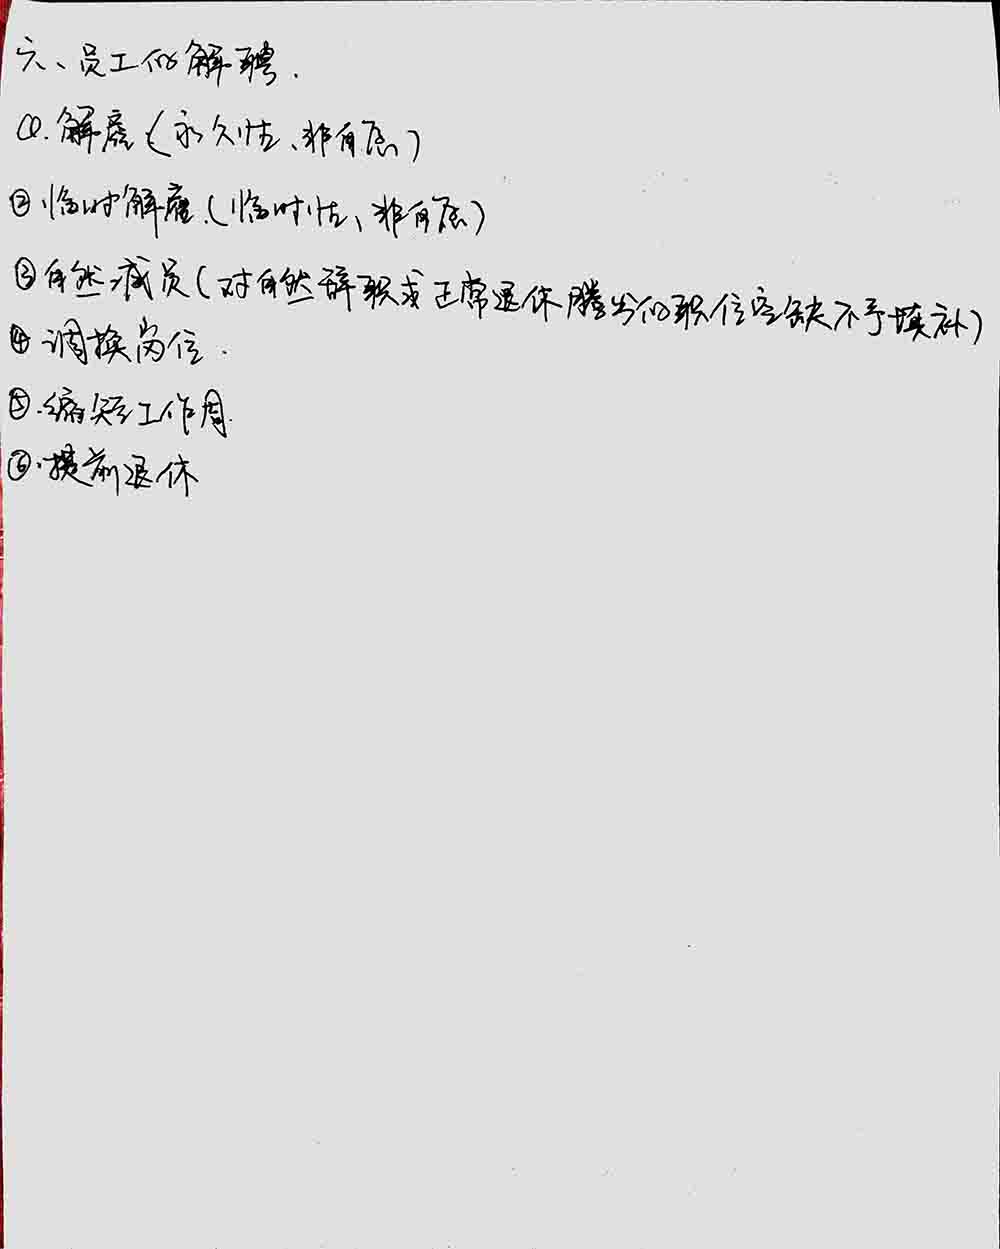 六、员工的解聘.
①.解雇(永久性、非自愿)
②临时解雇.(临时性、非自愿)
③自然减员(对自然辞职或正常退休腾出的职位空缺不予填补)
④调换岗位.
⑤.缩短工作周.
⑥.提前退休